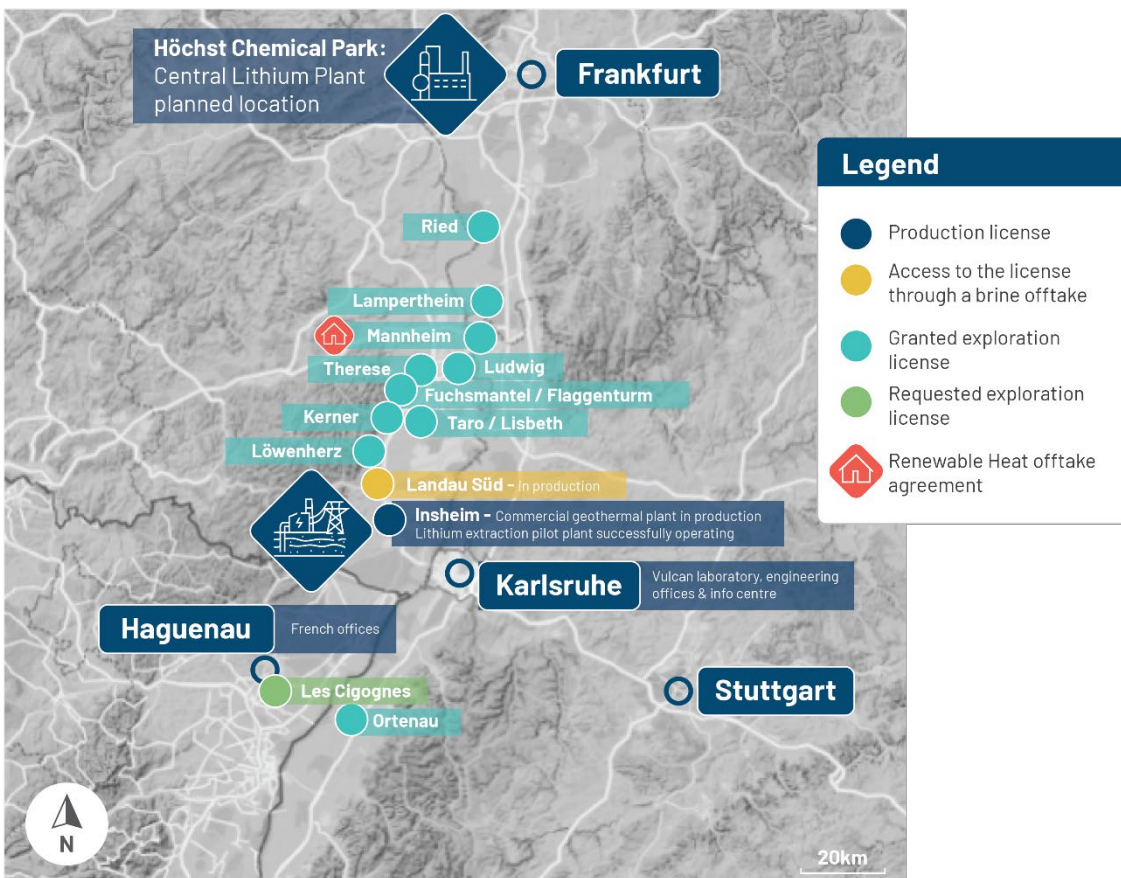 Höchst Chemical Park:
Central Lithium Plant
planned location
Frankfurt
Legend
Production license
Access to the license
through a brine offtake
Granted exploration
license
Requested exploration
license
Renewable Heat offtake
agreement
Ried
Lampertheim
Mannheim
Therese
Ludwig
Fuchsmantel / Flaggenturm
Kerner
Taro / Lisbeth
Löwenherz
Landau Süd - in production
Insheim - Commercial geothermal plant in production
Lithium extraction pilot plant successfully operating
Karlsruhe
Vulcan laboratory, engineering
offices & info centre
Haguenau
French offices
Les Cigognes
Ortenau
Stuttgart
N
20km